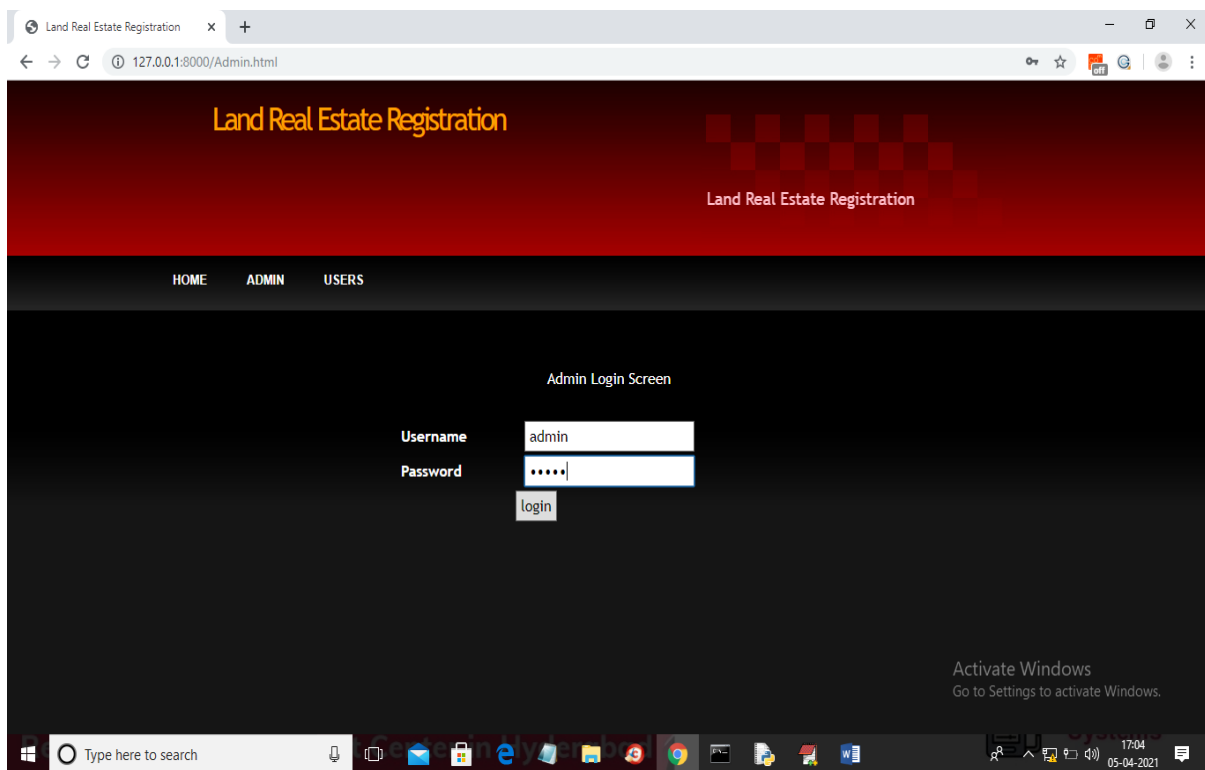 Land Real Estate Registration
127.0.0.1:8000/Admin.html
off
Land Real Estate Registration
Land Real Estate Registration
HOME ADMIN USERS
Admin Login Screen
Username admin
Password •••••
login
Activate Windows
Go to Settings to activate Windows.
Type here to search
17:04
05-04-2021